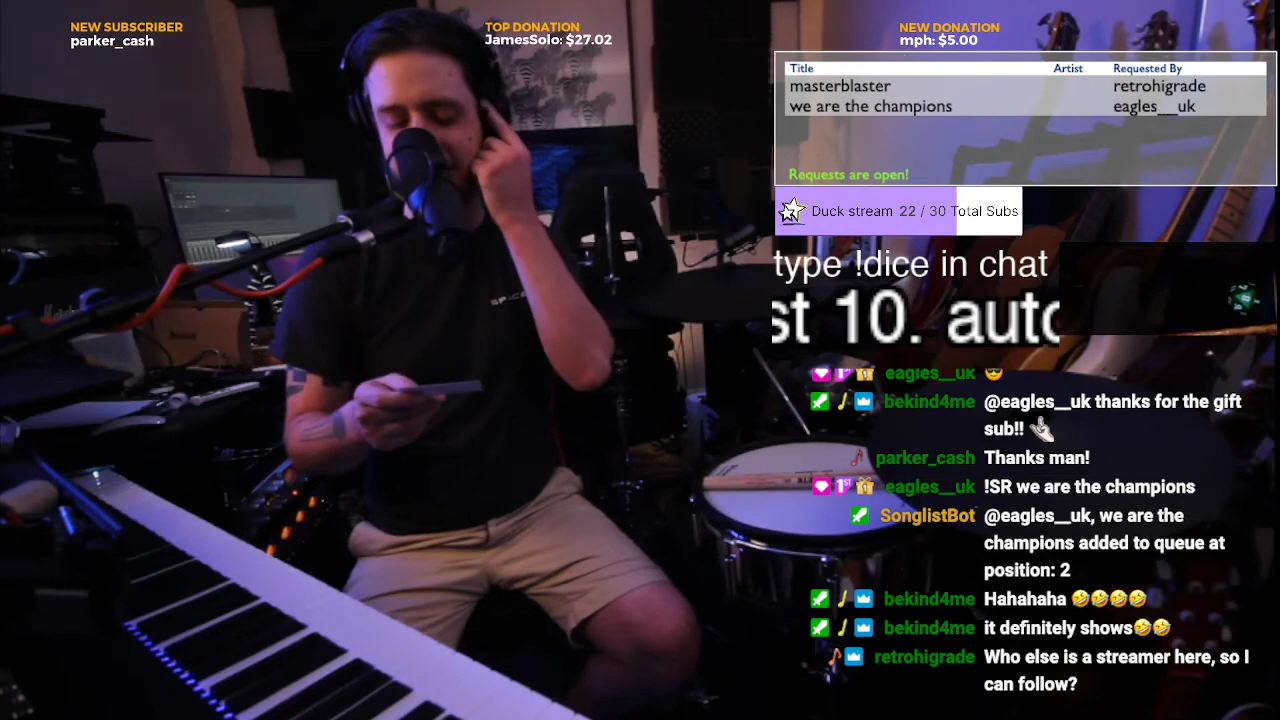 NEW SUBSCRIBER
parker_cash
TOP DONATION
JamesSolo: $27.02
NEW DONATION
mph: $5.00
Title Artist Requested By
masterblaster retrohigrade
we are the champions eagles__uk
Requests are open!
Duck stream 22 / 30 Total Subs
type !dice in chat
st 10. auto
eagles__uk 😎
bekind4me @eagles__uk thanks for the gift
sub!!
parker_cash Thanks man!
eagles__uk !SR we are the champions
SonglistBot @eagles__uk, we are the
champions added to queue at
position: 2
bekind4me Hahahaha 🤣🤣🤣🤣
bekind4me it definitely shows🤣🤣
retrohigrade Who else is a streamer here, so I
can follow?